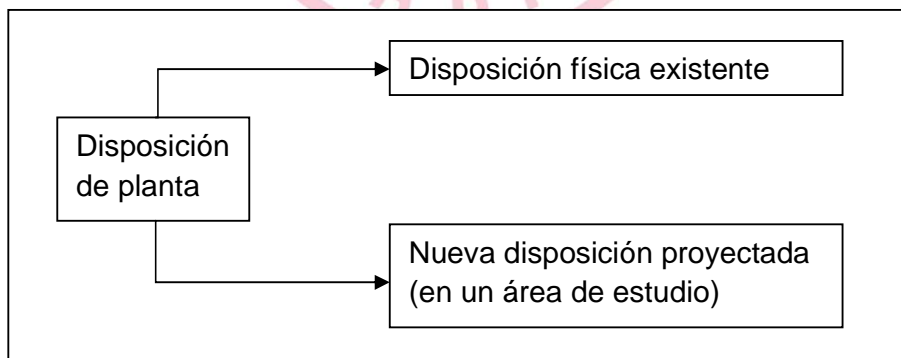 Disposición física existente
Disposición
de planta
Nueva disposición proyectada
(en un área de estudio)